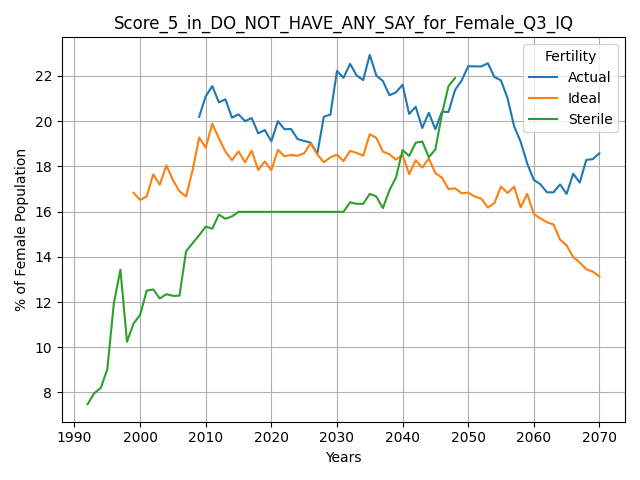 Score_5_in_DO_NOT_HAVE_ANY_SAY_for_Female_Q3_IQ
Fertility
Actual
Ideal
Sterile
% of Female Population
22
20
18
16
14
12
10
8
1990 2000 2010 2020 2030 2040 2050 2060 2070
Years